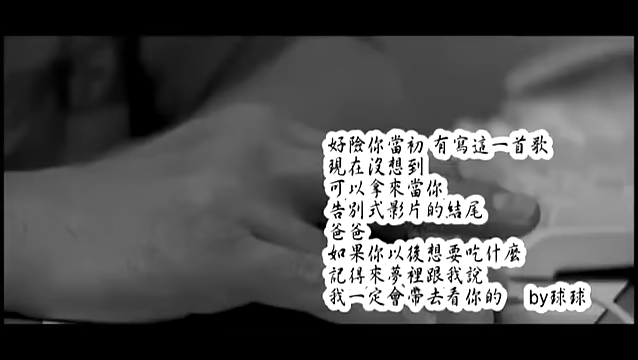 好險你當初 有寫這一首歌
現在沒想到
可以拿來當你
告別式影片的結尾
爸爸
如果你以後想要吃什麼
記得來夢裡跟我說
我一定會帶去看你的 by球球